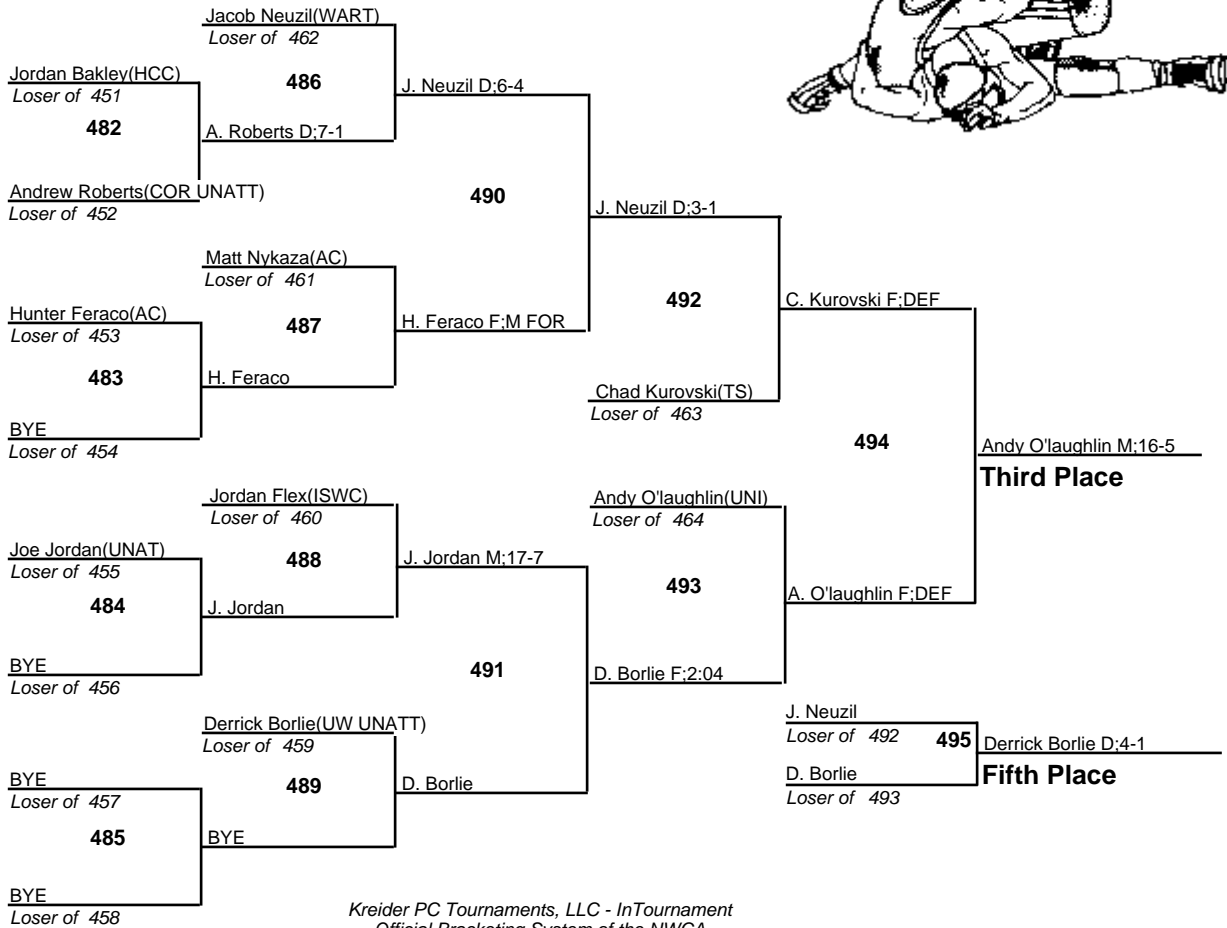 Jacob Neuzil(WART)
Loser of 462
Jordan Bakley(HCC)
Loser of 451
486
J. Neuzil D;6-4
482
A. Roberts D;7-1
Andrew Roberts(COR UNATT)
Loser of 452
490
J. Neuzil D;3-1
Matt Nykaza(AC)
Loser of 461
Hunter Feraco(AC)
Loser of 453
487
H. Feraco F;M FOR
483
H. Feraco
BYE
Loser of 454
492
C. Kurovski F;DEF
Chad Kurovski(TS)
Loser of 463
494
Andy O'laughlin M;16-5
Third Place
Jordan Flex(ISWC)
Loser of 460
Andy O'laughlin(UNI)
Loser of 464
Joe Jordan(UNAT)
Loser of 455
488
J. Jordan M;17-7
484
J. Jordan
493
A. O'laughlin F;DEF
BYE
Loser of 456
491
D. Borlie F;2:04
Derrick Borlie(UW UNATT)
Loser of 459
J. Neuzil
Loser of 492
495
Derrick Borlie D;4-1
Fifth Place
D. Borlie
Loser of 493
BYE
Loser of 457
489
D. Borlie
485
BYE
BYE
Loser of 458
Kreider PC Tournaments, LLC - InTournament
Official Bracketing System of the NWCA